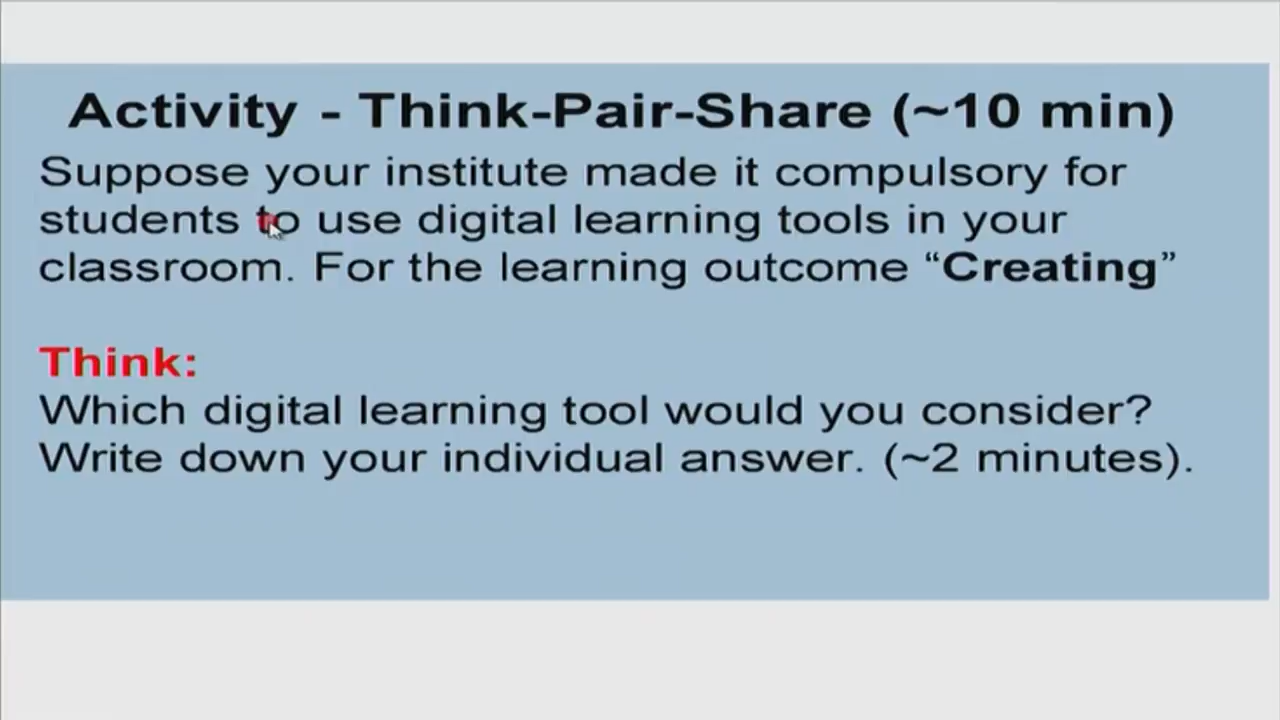 Activity - Think-Pair-Share (~10 min)
Suppose your institute made it compulsory for
students to use digital learning tools in your
classroom. For the learning outcome “Creating”
Think:
Which digital learning tool would you consider?
Write down your individual answer. (~2 minutes).